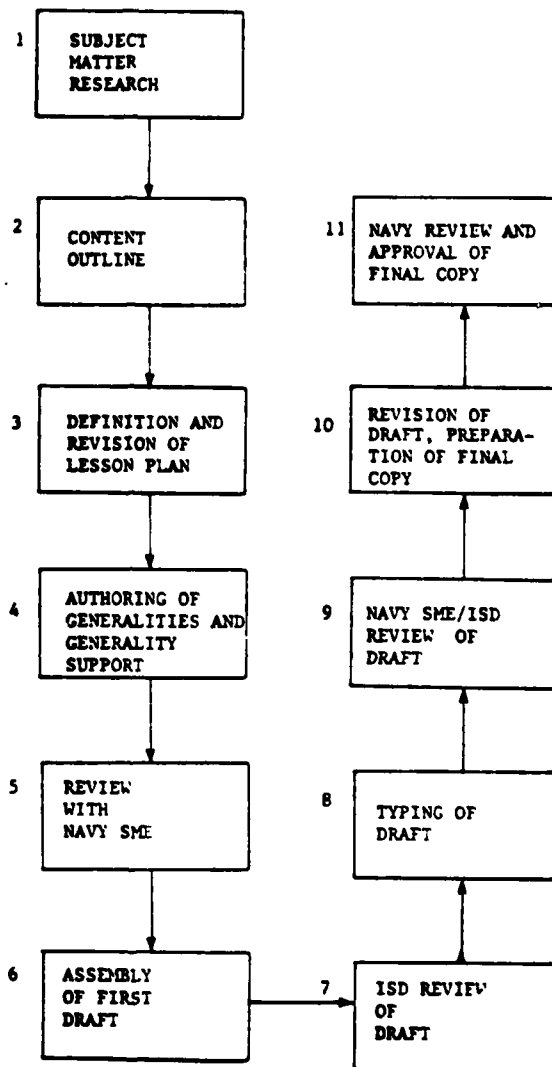 1 SUBJECT
MATTER
RESEARCH
2 CONTENT
OUTLINE
3 DEFINITION AND
REVISION OF
LESSON PLAN
4 AUTHORING OF
GENERALITIES AND
GENERALITY
SUPPORT
5 REVIEW
WITH
NAVY SME
6 ASSEMBLY
OF FIRST
DRAFT
7 ISD REVIEW
OF
DRAFT
8 TYPING OF
DRAFT
9 NAVY SME/ISD
REVIEW OF
DRAFT
10 REVISION OF
DRAFT, PREPARA-
TION OF FINAL
COPY
11 NAVY REVIEW AND
APPROVAL OF
FINAL COPY